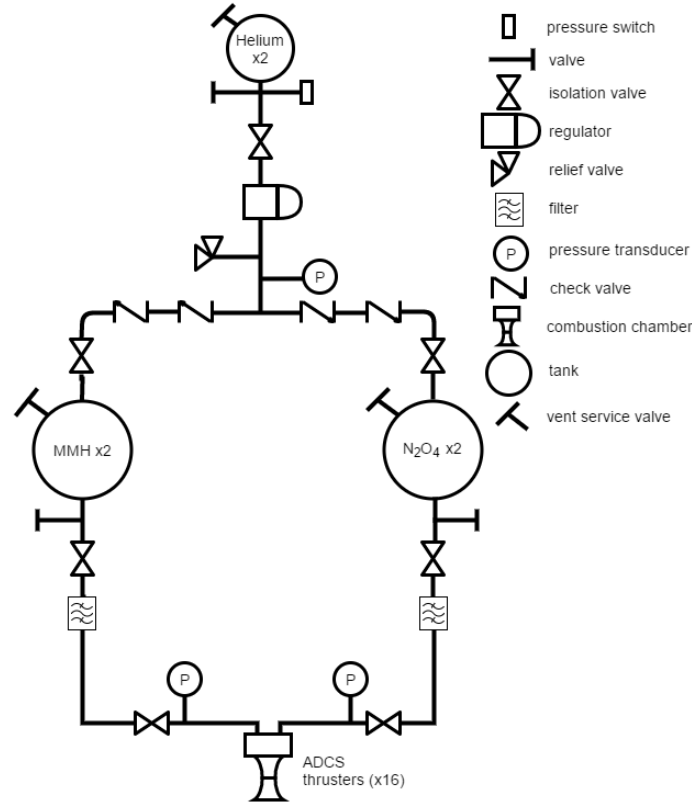 Helium
x2
P
MMH x2
N₂O₄ x2
P
P
ADCS
thrusters (x16)
pressure switch
valve
isolation valve
regulator
relief valve
filter
P
pressure transducer
check valve
combustion chamber
tank
vent service valve